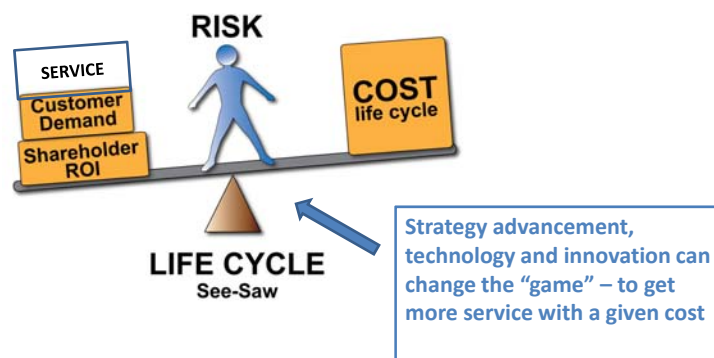 RISK
SERVICE
Customer
Demand
Shareholder
ROI
COST
life cycle
LIFE CYCLE
See-Saw
Strategy advancement,
technology and innovation can
change the “game” – to get
more service with a given cost